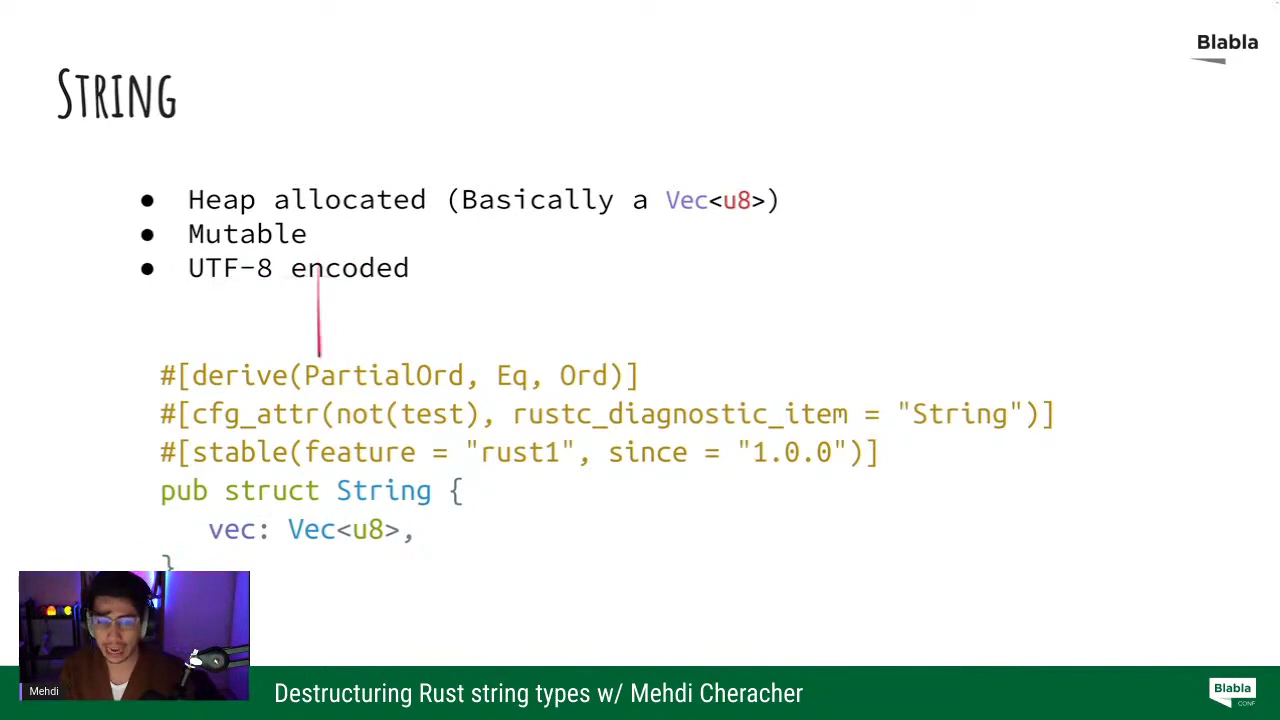 Blabla
STRING
● Heap allocated (Basically a Vec<u8>)
● Mutable
● UTF-8 encoded
#[derive(PartialOrd, Eq, Ord)]
#[cfg_attr(not(test), rustc_diagnostic_item = "String")]
#[stable(feature = "rust1", since = "1.0.0")]
pub struct String {
vec: Vec<u8>,
}
Mehdi
Destructuring Rust string types w/ Mehdi Cheracher
Blabla
CONF